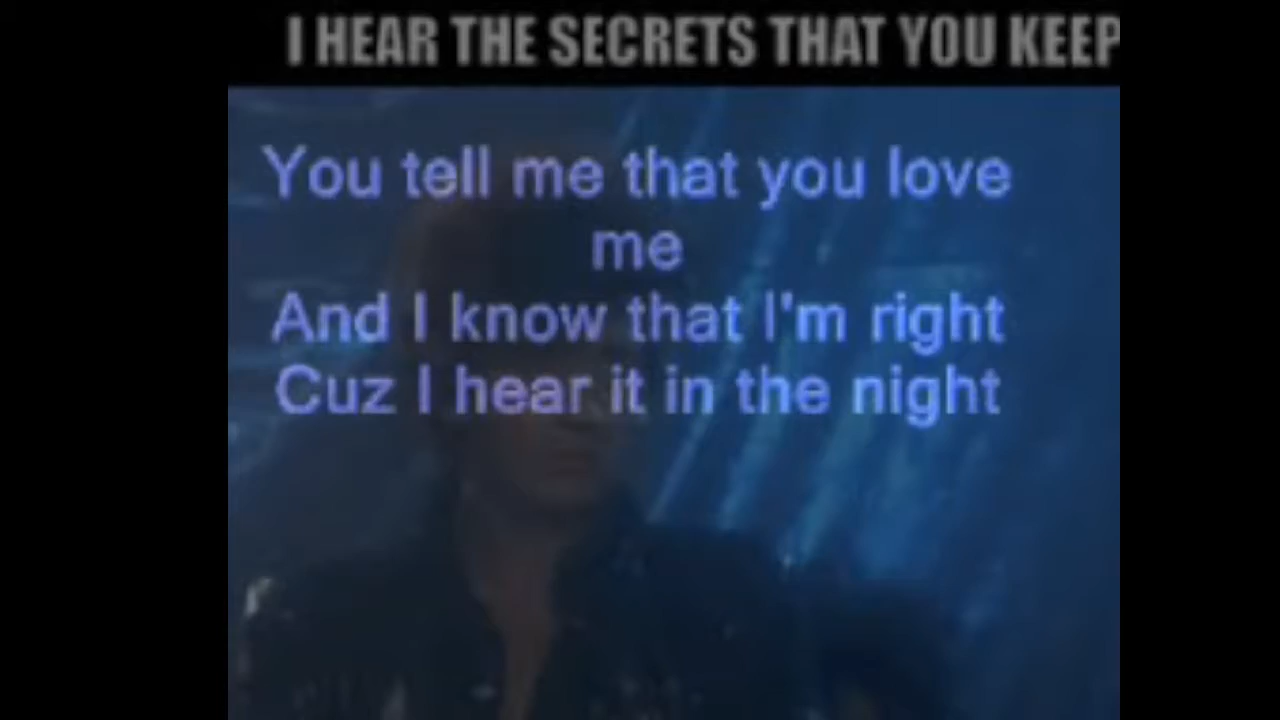 I HEAR THE SECRETS THAT YOU KEEP
You tell me that you love
me
And I know that I'm right
Cuz I hear it in the night